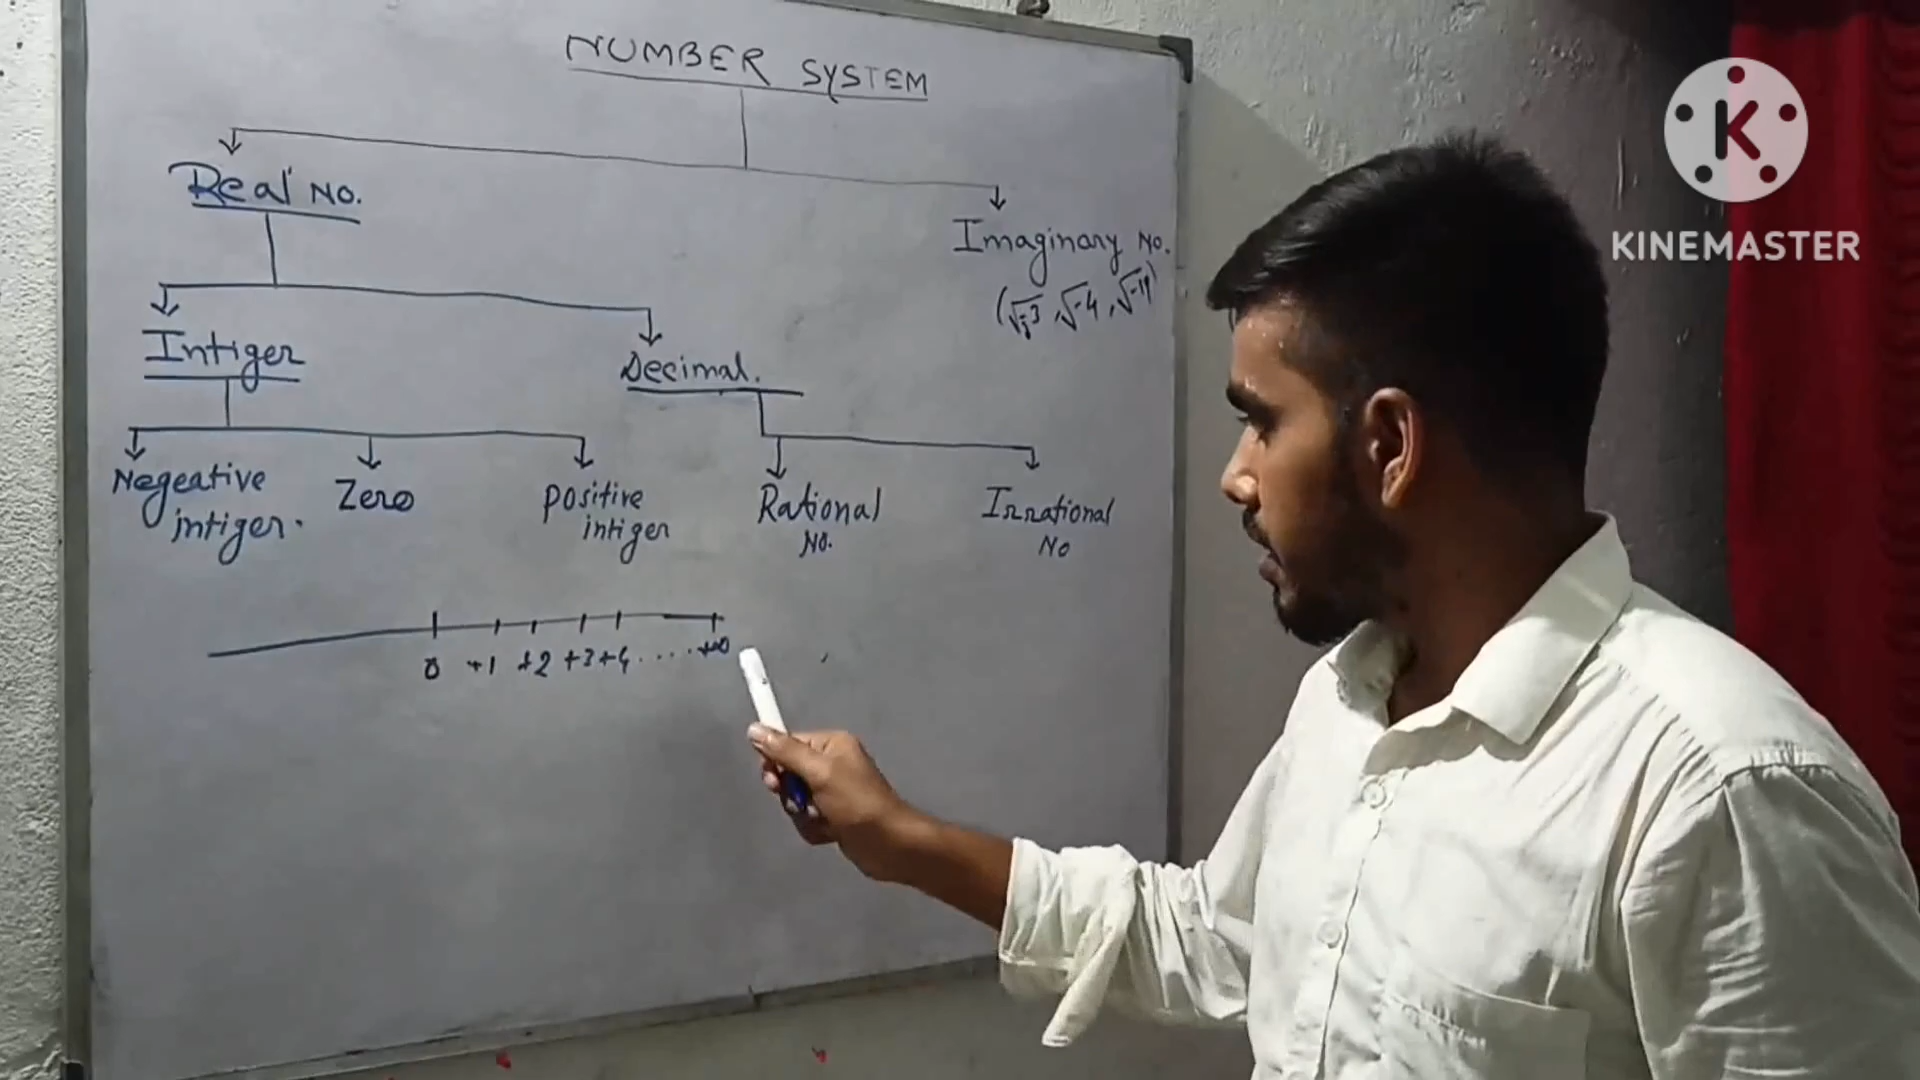 NUMBER SYSTEM
Real NO.
Imaginary No.
(√-3, √-4, √-19)
Intiger
Decimal.
Negeative
intiger.
Zero
positive
intiger
Rational
No.
Irrational
No
0 +1 +2 +3 +4 ..... +∞
K
KINEMASTER